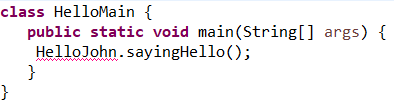 class HelloMain {
   public static void main(String[] args) {
    HelloJohn.sayingHello();
   }
}